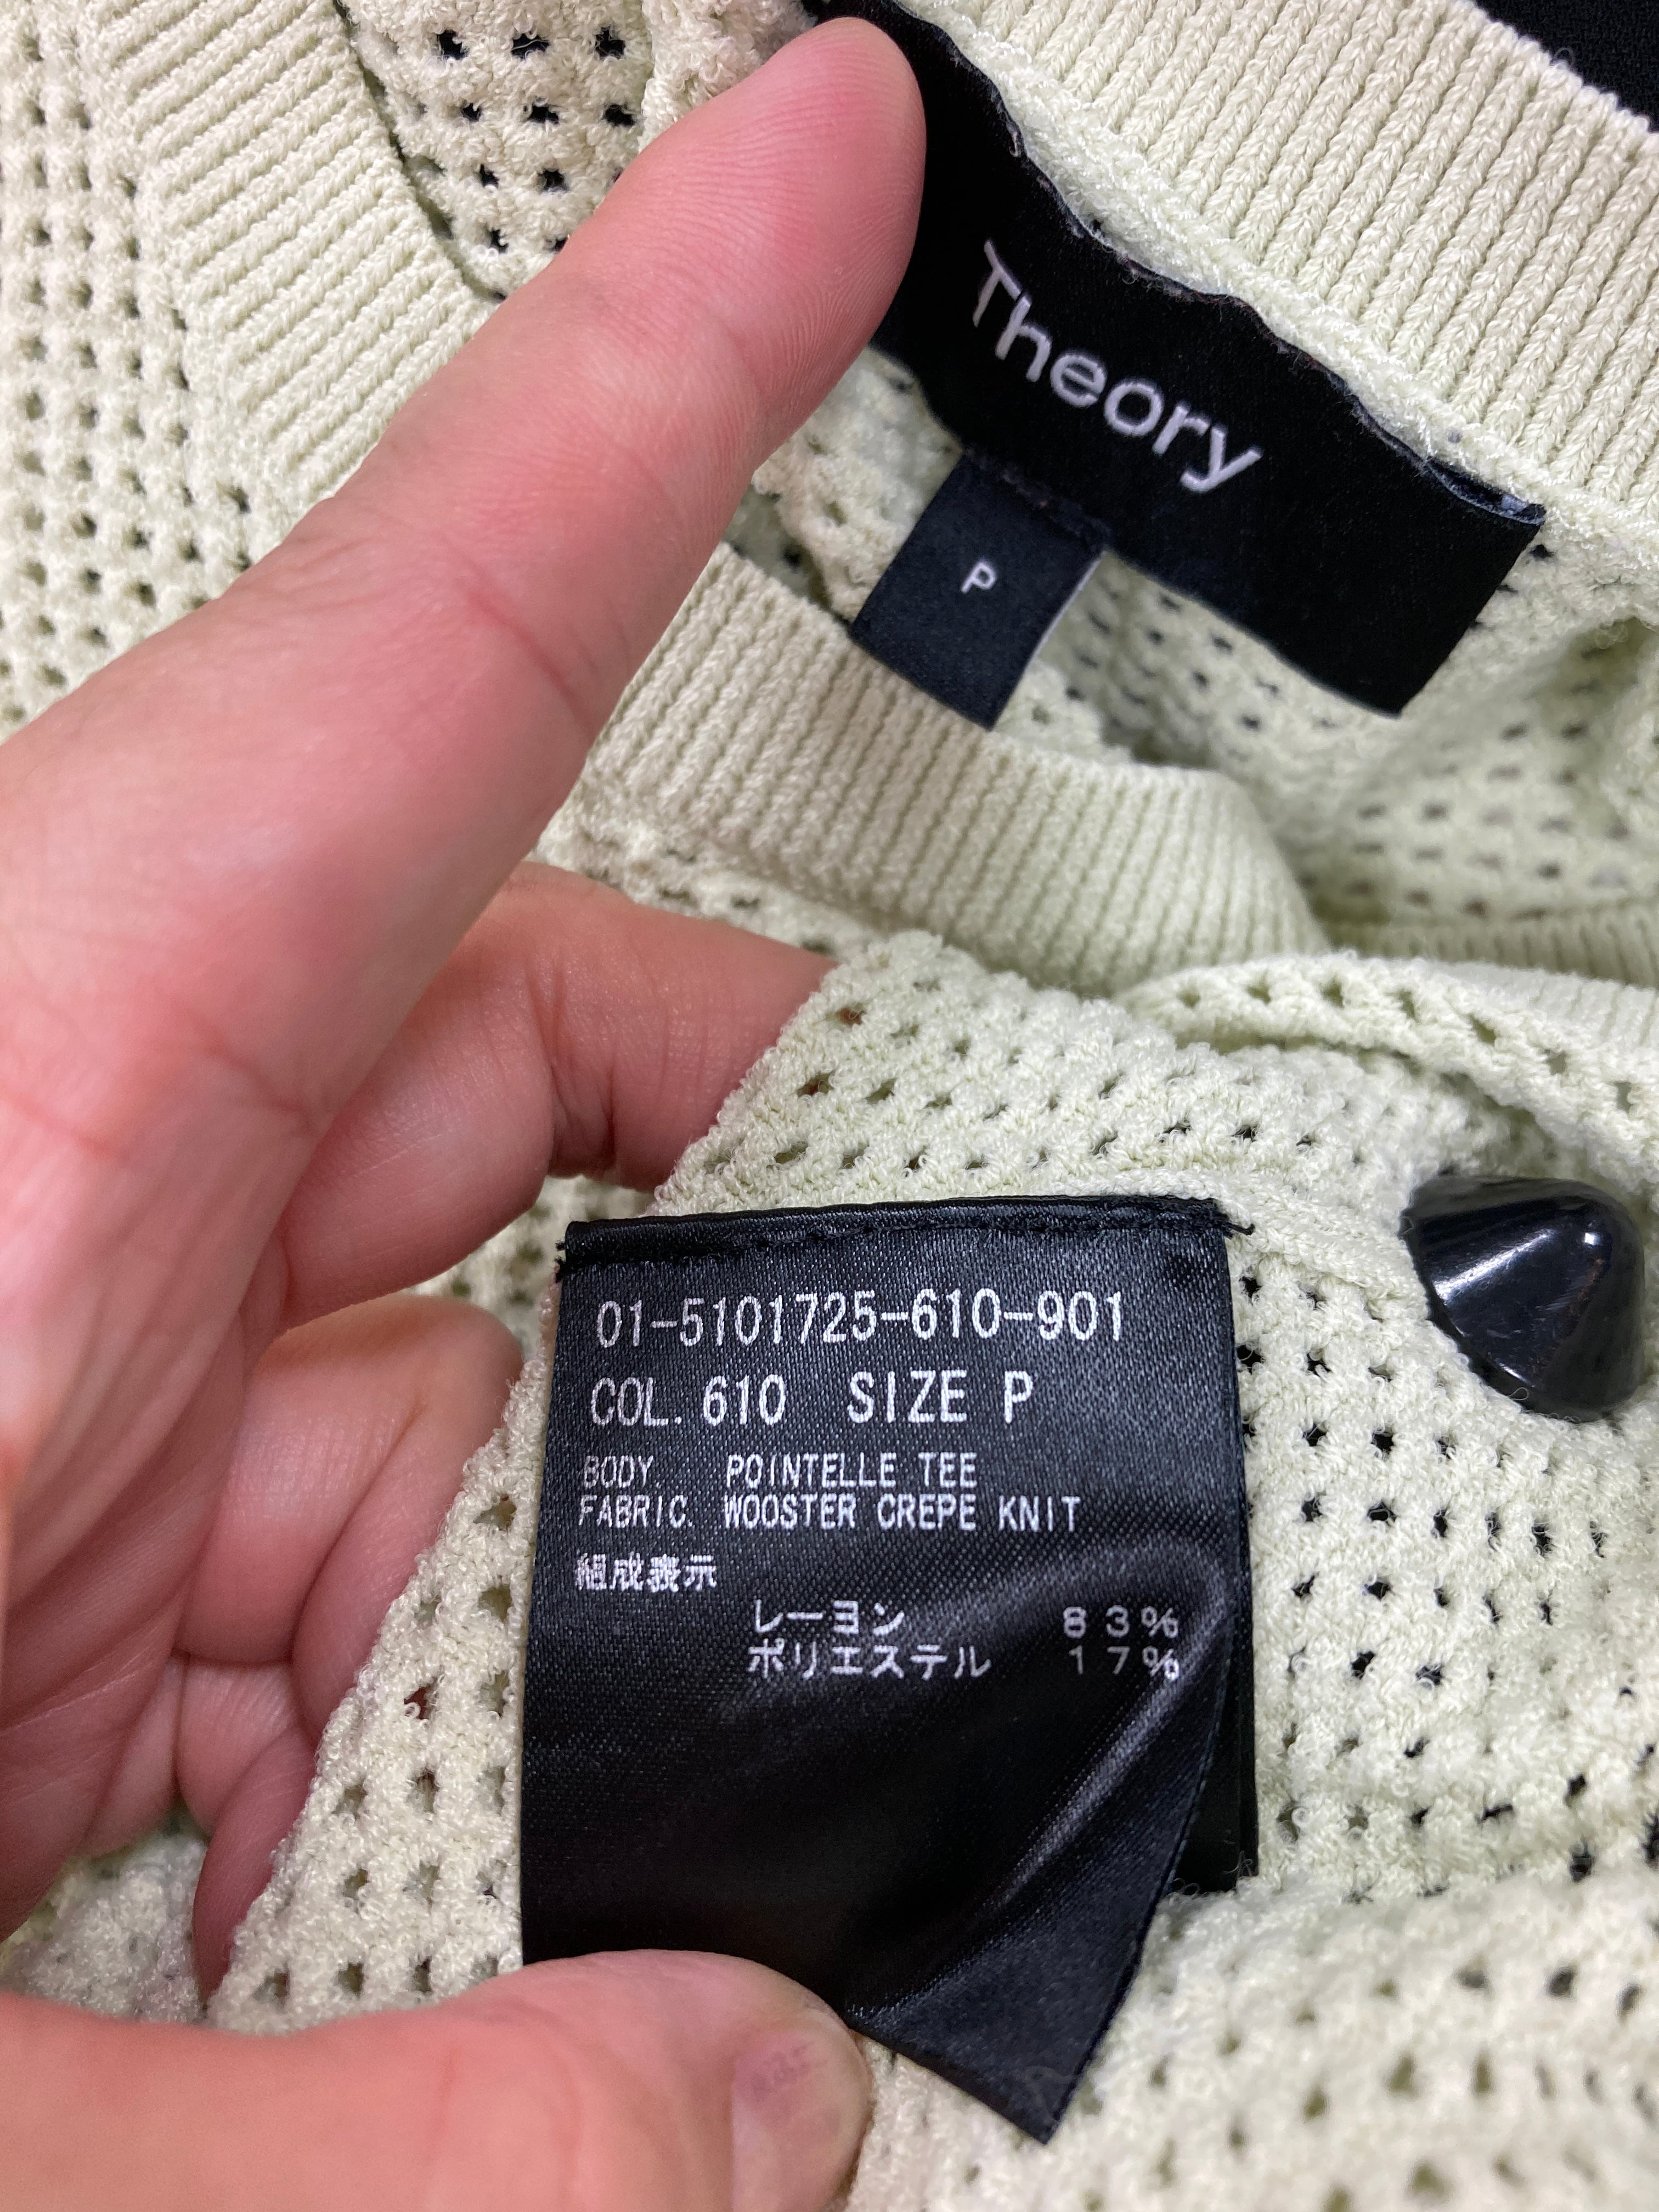 Theory
P
01-5101725-610-901
COL. 610 SIZE P
BODY POINTELLE TEE
FABRIC. WOOSTER CREPE KNIT
組成表示
レーヨン 83%
ポリエステル 17%